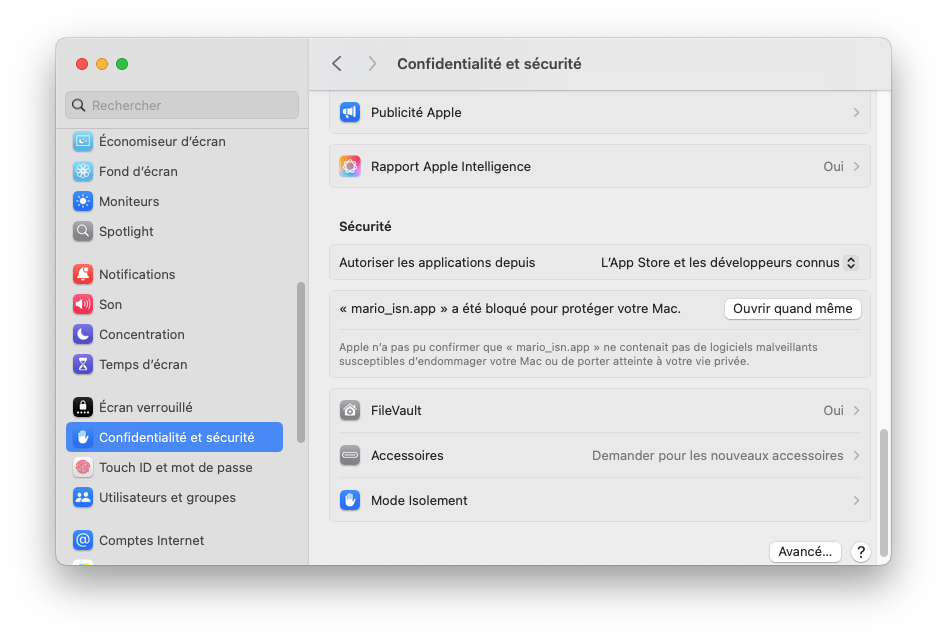 Rechercher
Économiseur d’écran
Fond d’écran
Moniteurs
Spotlight
Notifications
Son
Concentration
Temps d’écran
Écran verrouillé
Confidentialité et sécurité
Touch ID et mot de passe
Utilisateurs et groupes
Comptes Internet
Confidentialité et sécurité
Publicité Apple
Rapport Apple Intelligence Oui
Sécurité
Autoriser les applications depuis L’App Store et les développeurs connus
« mario_isn.app » a été bloqué pour protéger votre Mac. Ouvrir quand même
Apple n’a pas pu confirmer que « mario_isn.app » ne contenait pas de logiciels malveillants
susceptibles d’endommager votre Mac ou de porter atteinte à votre vie privée.
FileVault Oui
Accessoires Demander pour les nouveaux accessoires
Mode Isolement
Avancé... ?